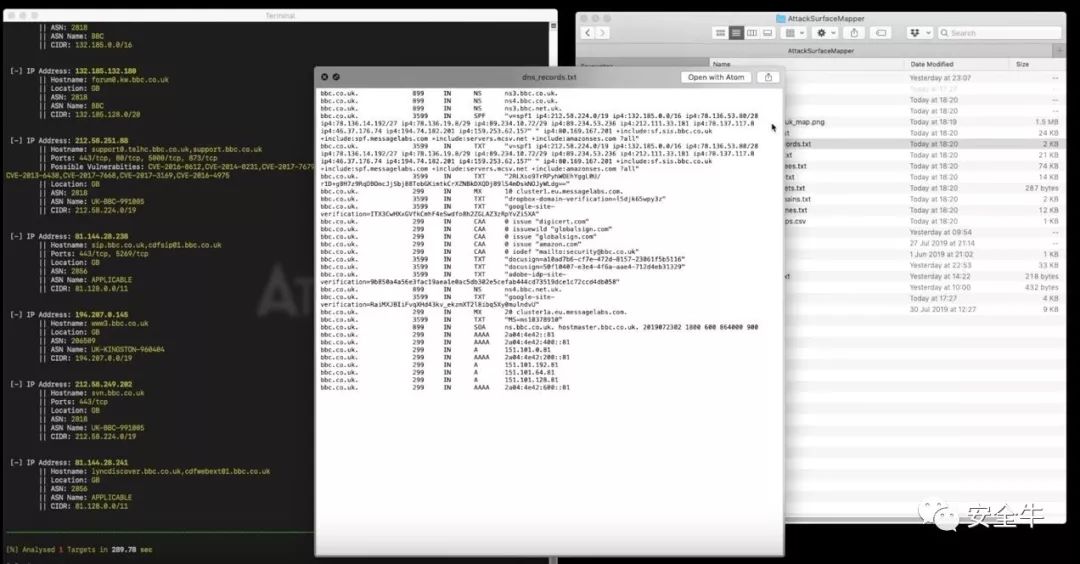 Terminal
|| ASN: 2818
|| ASN Name: BBC
|| CIDR: 132.185.0.0/16
[~] IP Address: 132.185.132.180
|| Hostname: forum0.kw.bbc.co.uk
|| Location: GB
|| ASN: 2818
|| ASN Name: BBC
|| CIDR: 132.185.128.0/20
[~] IP Address: 212.58.251.88
|| Hostname: support0.telhc.bbc.co.uk,support.bbc.co.uk
|| Ports: 443/tcp, 80/tcp, 5000/tcp, 873/tcp
|| Possible Vulnerabilities: CVE-2016-8612,CVE-2014-0231,CVE-2017-7679
CVE-2013-6438,CVE-2017-7668,CVE-2017-3169,CVE-2016-4975
|| Location: GB
|| ASN: 2818
|| ASN Name: UK-BBC-991005
|| CIDR: 212.58.224.0/19
[~] IP Address: 81.144.28.238
|| Hostname: sip.bbc.co.uk,cdfsip01.bbc.co.uk
|| Ports: 443/tcp, 5269/tcp
|| Location: GB
|| ASN: 2856
|| ASN Name: APPLICABLE
|| CIDR: 81.128.0.0/11
[~] IP Address: 194.207.0.145
|| Hostname: www3.bbc.co.uk
|| Location: GB
|| ASN: 206509
|| ASN Name: UK-KINGSTON-960404
|| CIDR: 194.207.0.0/19
[~] IP Address: 212.58.249.202
|| Hostname: svn.bbc.co.uk
|| Ports: 443/tcp
|| Location: GB
|| ASN: 2818
|| ASN Name: UK-BBC-991005
|| CIDR: 212.58.224.0/19
[~] IP Address: 81.144.28.241
|| Hostname: lyncdiscover.bbc.co.uk,cdfwebext01.bbc.co.uk
|| Location: GB
|| ASN: 2856
|| ASN Name: APPLICABLE
|| CIDR: 81.128.0.0/11
[%] Analysed 1 Targets in 289.78 sec
dns_records.txt
Open with Atom
bbc.co.uk. 899 IN NS ns3.bbc.co.uk.
bbc.co.uk. 899 IN NS ns4.bbc.co.uk.
bbc.co.uk. 899 IN NS ns3.bbc.net.uk.
bbc.co.uk. 3599 IN SPF "v=spf1 ip4:212.58.224.0/19 ip4:132.185.0.0/16 ip4:78.136.53.80/28
ip4:78.136.14.192/27 ip4:78.136.19.8/29 ip4:89.234.10.72/29 ip4:89.234.53.236 ip4:212.111.33.181 ip4:78.137.117.8
ip4:46.37.176.74 ip4:194.74.182.201 ip4:159.253.62.157" " ip4:80.169.167.201 +include:sf.sis.bbc.co.uk
+include:spf.messagelabs.com +include:servers.mcsv.net +include:amazonses.com ?all"
bbc.co.uk. 3599 IN TXT "v=spf1 ip4:212.58.224.0/19 ip4:132.185.0.0/16 ip4:78.136.53.80/28
ip4:78.136.14.192/27 ip4:78.136.19.8/29 ip4:89.234.10.72/29 ip4:89.234.53.236 ip4:212.111.33.181 ip4:78.137.117.8
ip4:46.37.176.74 ip4:194.74.182.201 ip4:159.253.62.157" " ip4:80.169.167.201 +include:sf.sis.bbc.co.uk
+include:spf.messagelabs.com +include:servers.mcsv.net +include:amazonses.com ?all"
bbc.co.uk. 3599 IN TXT
bbc.co.uk. 299 IN MX 10 cluster1.eu.messagelabs.com.
bbc.co.uk. 3599 IN TXT "dropbox-domain-verification=l5djk65wpy3z"
bbc.co.uk. 3599 IN TXT "google-site-
bbc.co.uk. 299 IN CAA 0 issue "digicert.com"
bbc.co.uk. 299 IN CAA 0 issuewild "globalsign.com"
bbc.co.uk. 299 IN CAA 0 issue "globalsign.com"
bbc.co.uk. 299 IN CAA 0 issue "amazon.com"
bbc.co.uk. 299 IN CAA 0 iodef "mailto:security@bbc.co.uk"
bbc.co.uk. 3599 IN TXT
bbc.co.uk. 3599 IN TXT
bbc.co.uk. 3599 IN TXT "adobe-idp-site-
bbc.co.uk. 899 IN NS ns4.bbc.net.uk.
bbc.co.uk. 3599 IN TXT "google-site-
bbc.co.uk. 299 IN MX 20 cluster1a.eu.messagelabs.com.
bbc.co.uk. 3599 IN TXT "MS=ms10378910"
bbc.co.uk. 899 IN SOA ns.bbc.co.uk. hostmaster.bbc.co.uk. 2019072302 1800 600 864000 900
bbc.co.uk. 299 IN AAAA 2a04:4e42::81
bbc.co.uk. 299 IN AAAA 2a04:4e42:400::81
bbc.co.uk. 299 IN A 151.101.0.81
bbc.co.uk. 299 IN AAAA 2a04:4e42:200::81
bbc.co.uk. 299 IN A 151.101.192.81
bbc.co.uk. 299 IN A 151.101.64.81
bbc.co.uk. 299 IN A 151.101.128.81
bbc.co.uk. 299 IN AAAA 2a04:4e42:600::81
AttackSurfaceMapper
Search
AttackSurfaceMapper
Name Date Modified Size
Yesterday at 23:07 --
Today at 17:29 --
Today at 18:20 --
Today at 18:20 --
uk_map.png Today at 18:19 1.5 MB
st Today at 18:20 24 KB
ords.txt Today at 18:20 2 KB
.txt Today at 18:20 21 KB
ees.txt Today at 18:20 74 KB
.txt Today at 18:20 14 KB
ets.txt Today at 18:20 287 bytes
ains.txt Today at 18:20 2 KB
mes.txt Today at 18:20 12 KB
ps.csv Today at 18:20 1 KB
Yesterday at 09:54 --
27 Jul 2019 at 21:14 --
1 Jun 2019 at 21:02 1 KB
Yesterday at 22:53 33 KB
xt Yesterday at 14:22 218 bytes
Yesterday at 10:00 432 bytes
Today at 17:27 4 KB
30 Jul 2019 at 14:14 9 KB
安全牛